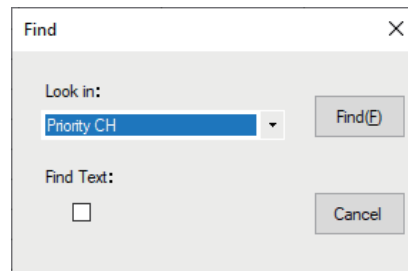 Find
Look in:
Priority CH
Find(F)
Find Text:
Cancel